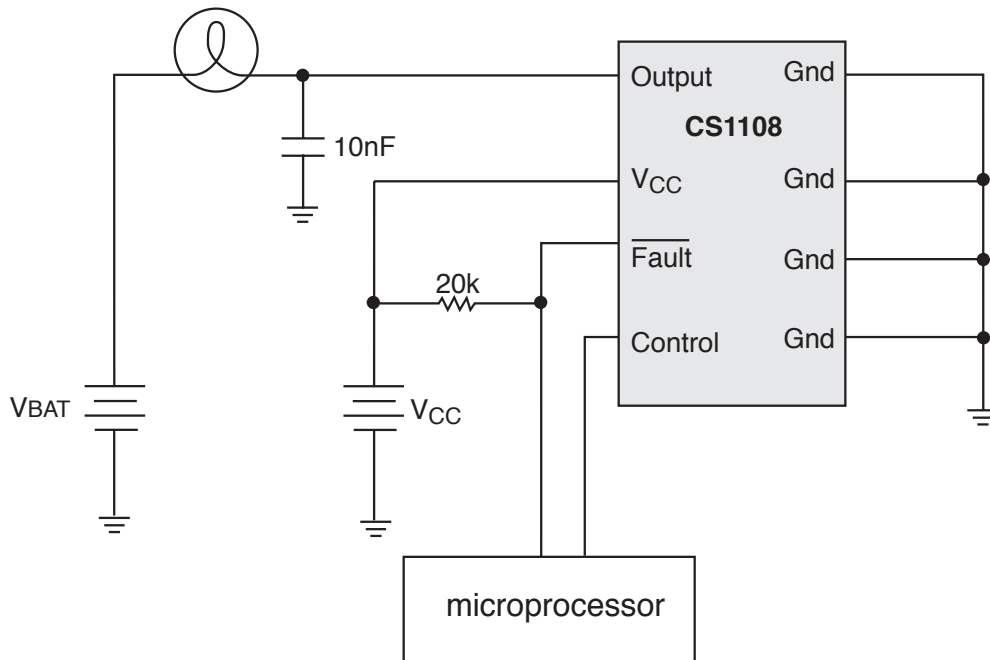 Output Gnd
CS1108
10nF
VCC Gnd
Fault
Gnd
20k
Control Gnd
VBAT
VCC
microprocessor